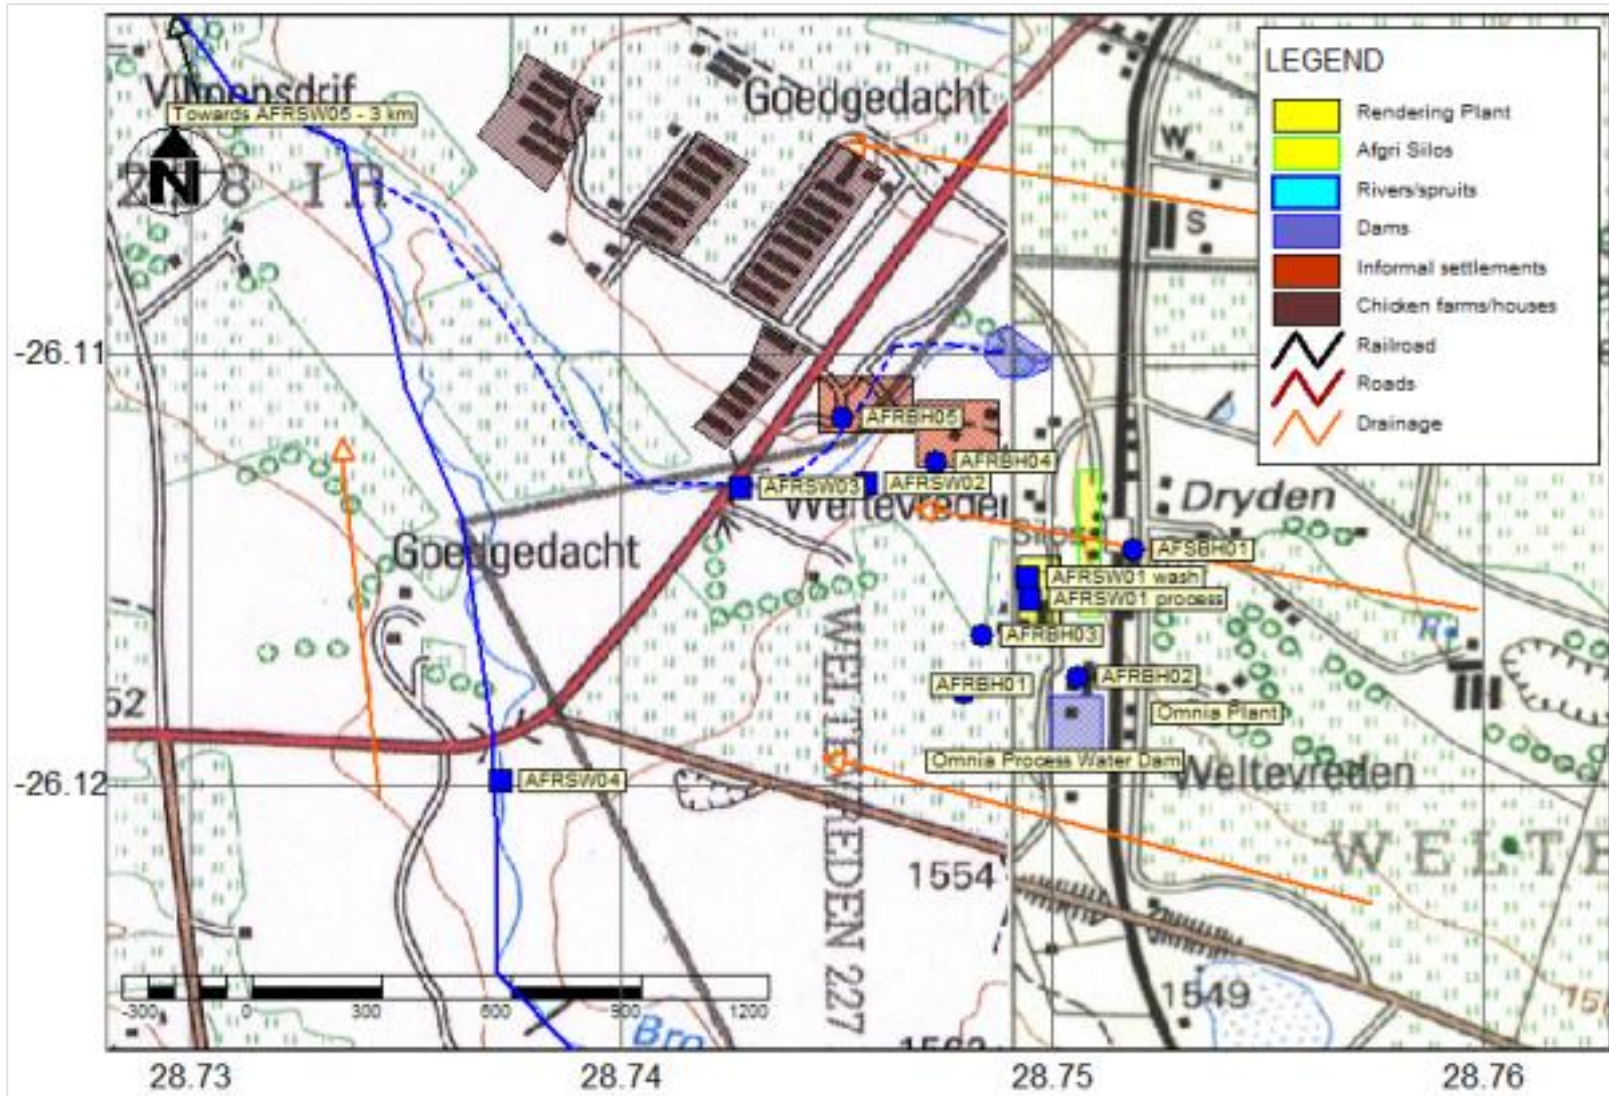 LEGEND
Rendering Plant
Afgri Silos
Rivers/spruits
Dams
Informal settlements
Chicken farms/houses
Railroad
Roads
Drainage
Towards AFRSW05 - 3 km
N
I R
Goedgedacht
W
S
-26.11
AFRBH05
AFRBH04
AFRSW03
AFRSW02
Dryden
Goedgedacht
AFSBH01
AFRSW01 wash
AFRSW01 process
AFRBH03
AFRBH01
AFRBH02
52
Omnia Plant
Omnia Process Water Dam
Weltevreden
-26.12
AFRSW04
WELTEVREDEN 227
WELTE
1554
1549
-300
0
300
600
900
1200
Bro
28.73
28.74
28.75
28.76